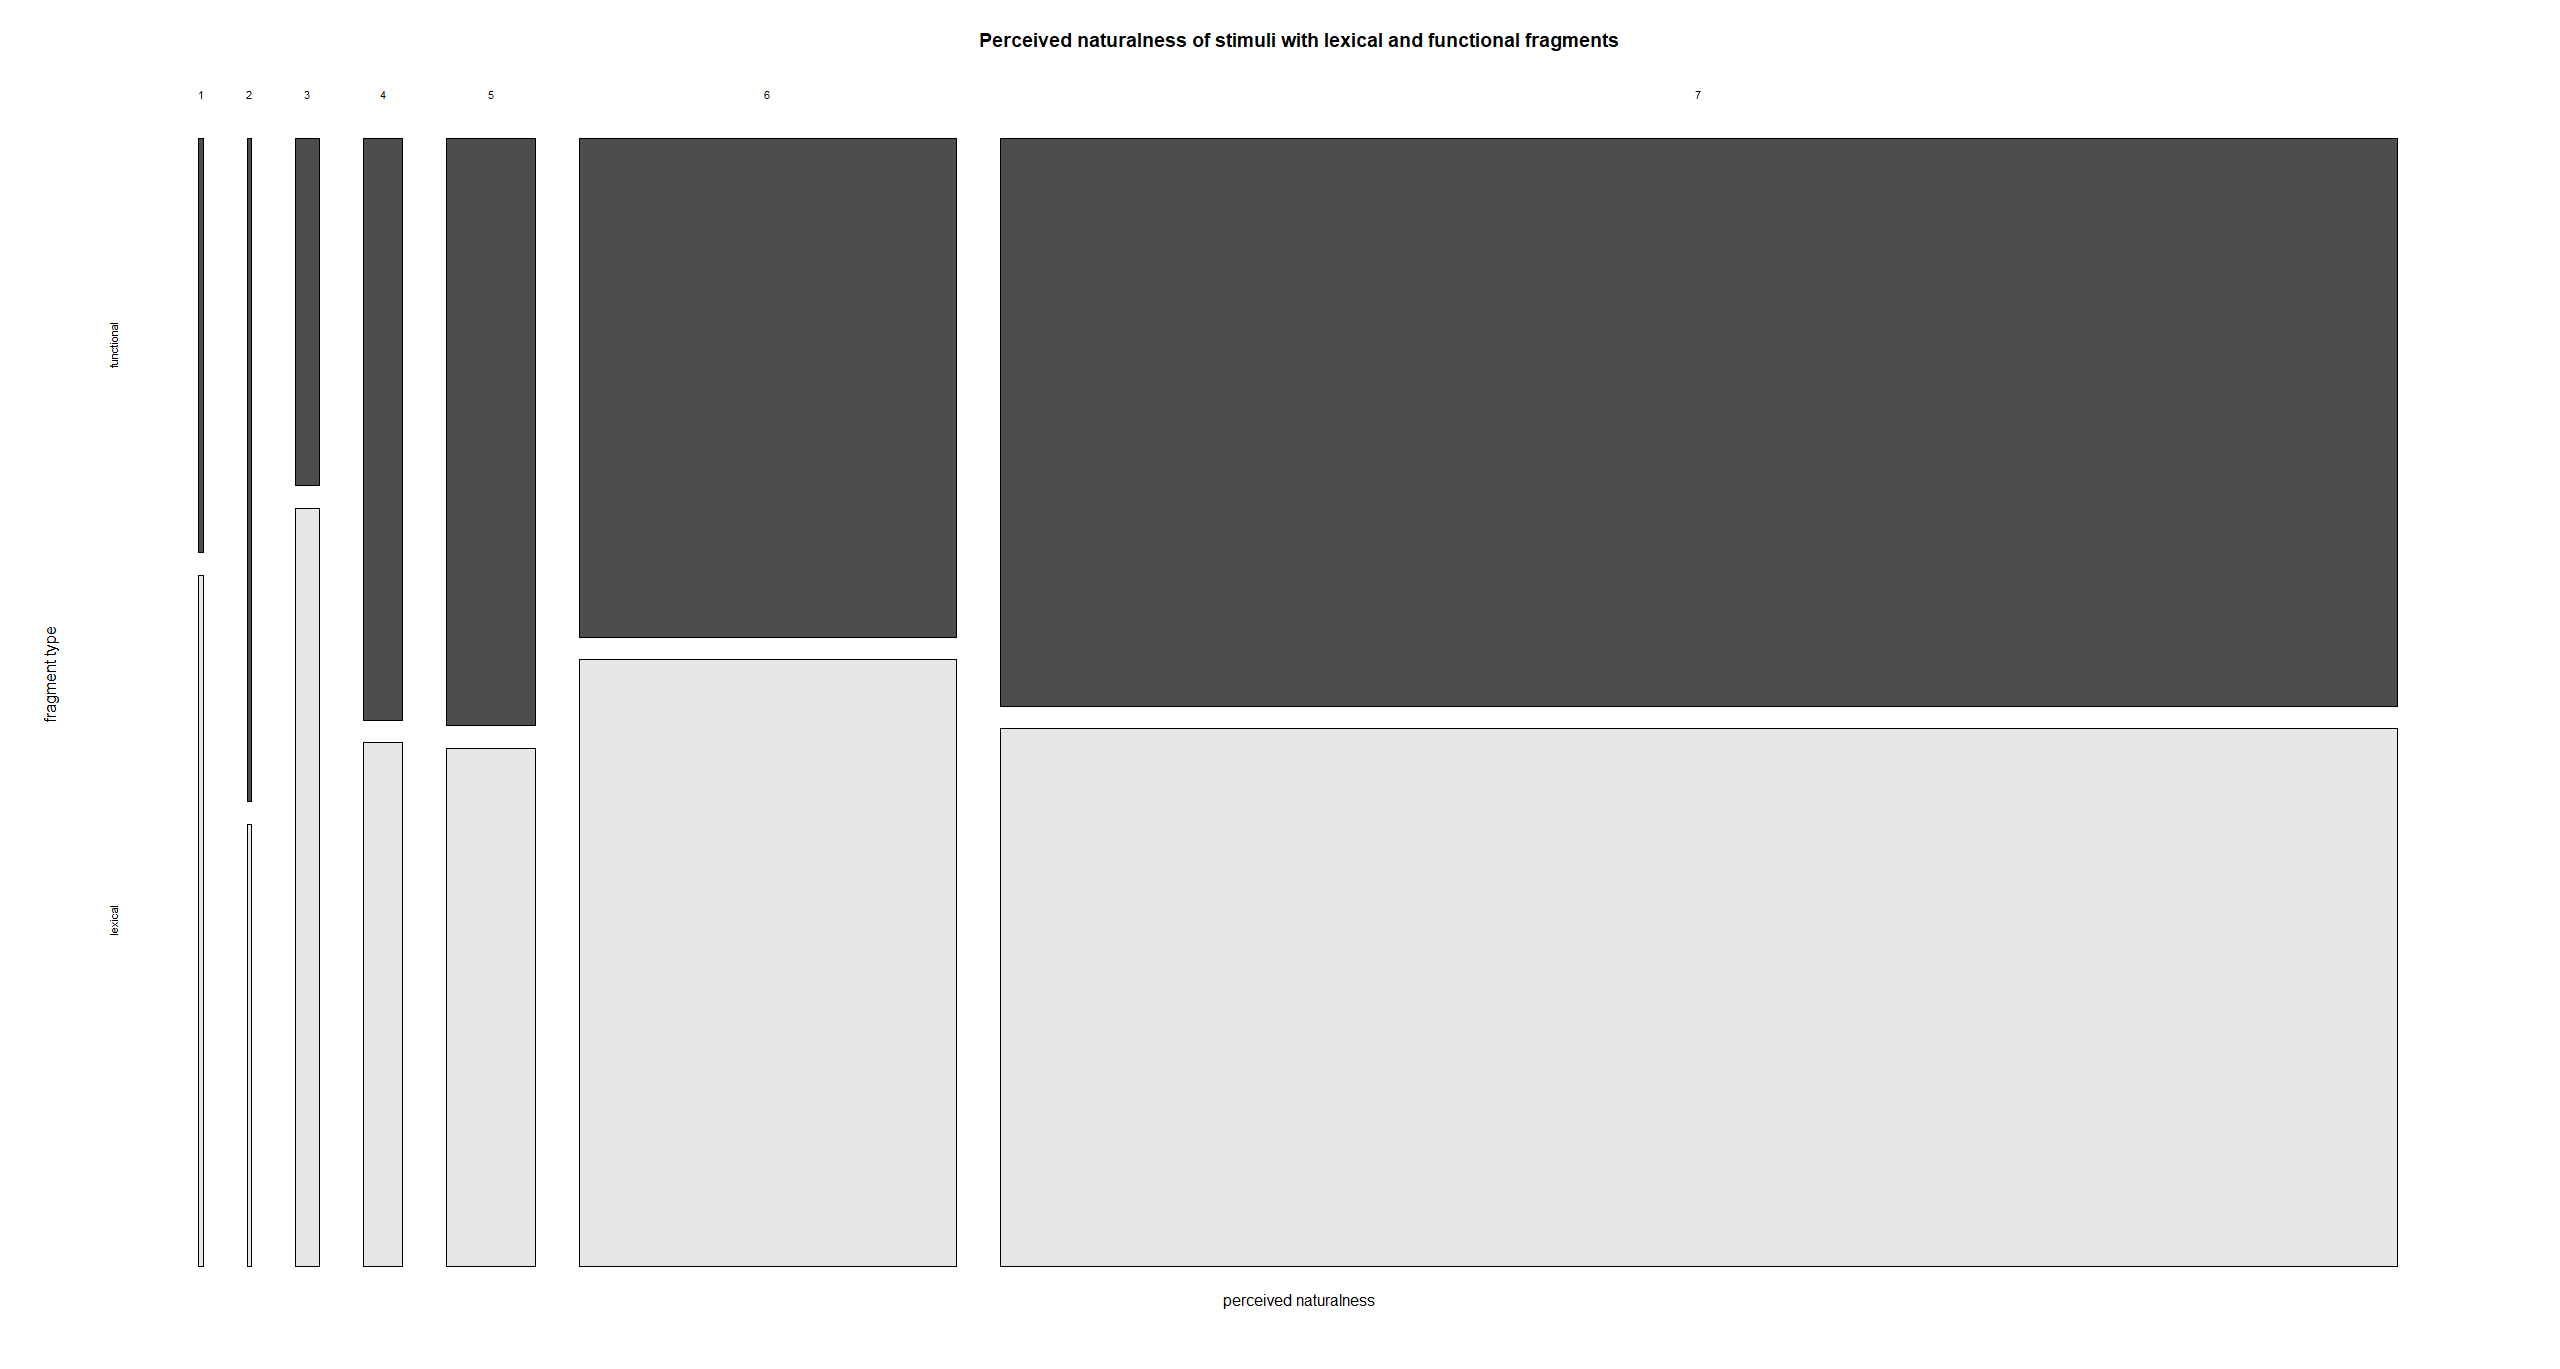 Perceived naturalness of stimuli with lexical and functional fragments
1 2 3 4 5 6 7
functional
fragment type
lexical
perceived naturalness